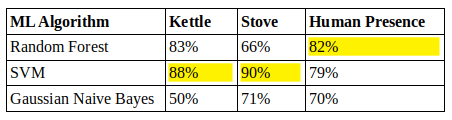 ML Algorithm Kettle Stove Human Presence
Random Forest 83% 66% 82%
SVM 88% 90% 79%
Gaussian Naive Bayes 50% 71% 70%